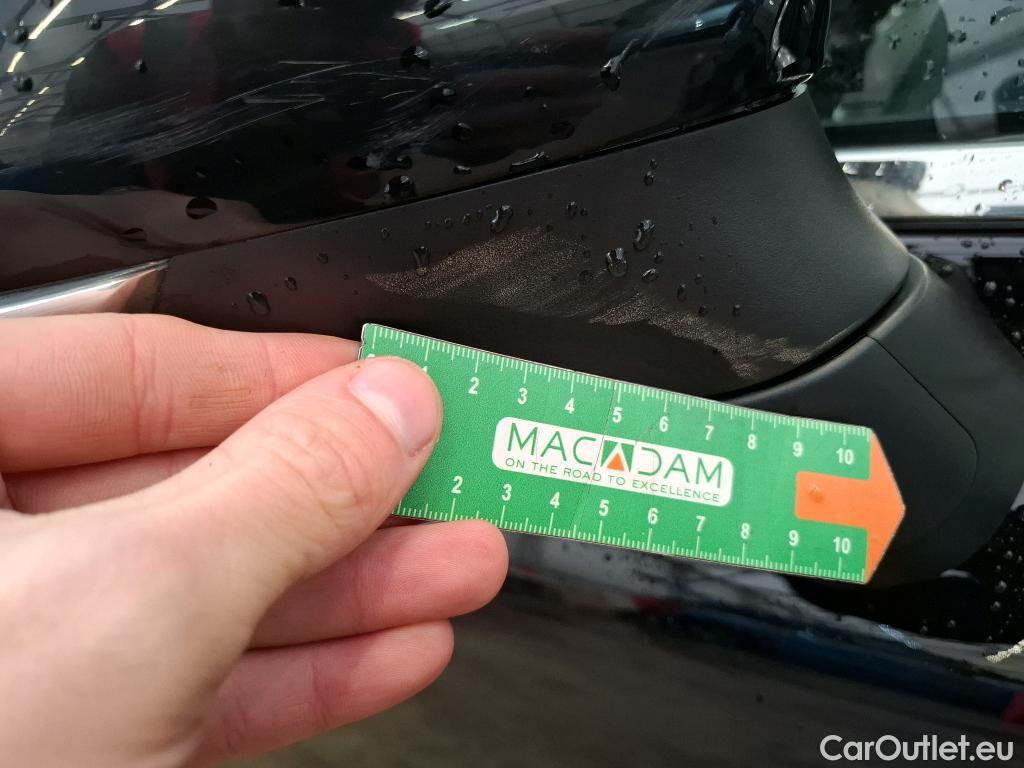 1 2 3 4 5 6 7 8 9 10
MACADAM
ON THE ROAD TO EXCELLENCE
2 3 4 5 6 7 8 9 10
CarOutlet.eu